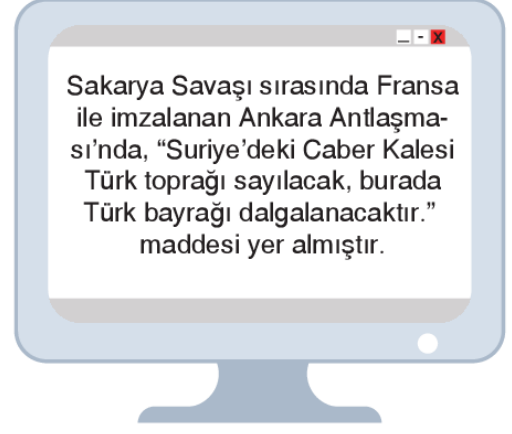 _ - X
Sakarya Savaşı sırasında Fransa
ile imzalanan Ankara Antlaşma-
sı’nda, “Suriye’deki Caber Kalesi
Türk toprağı sayılacak, burada
Türk bayrağı dalgalanacaktır.”
maddesi yer almıştır.